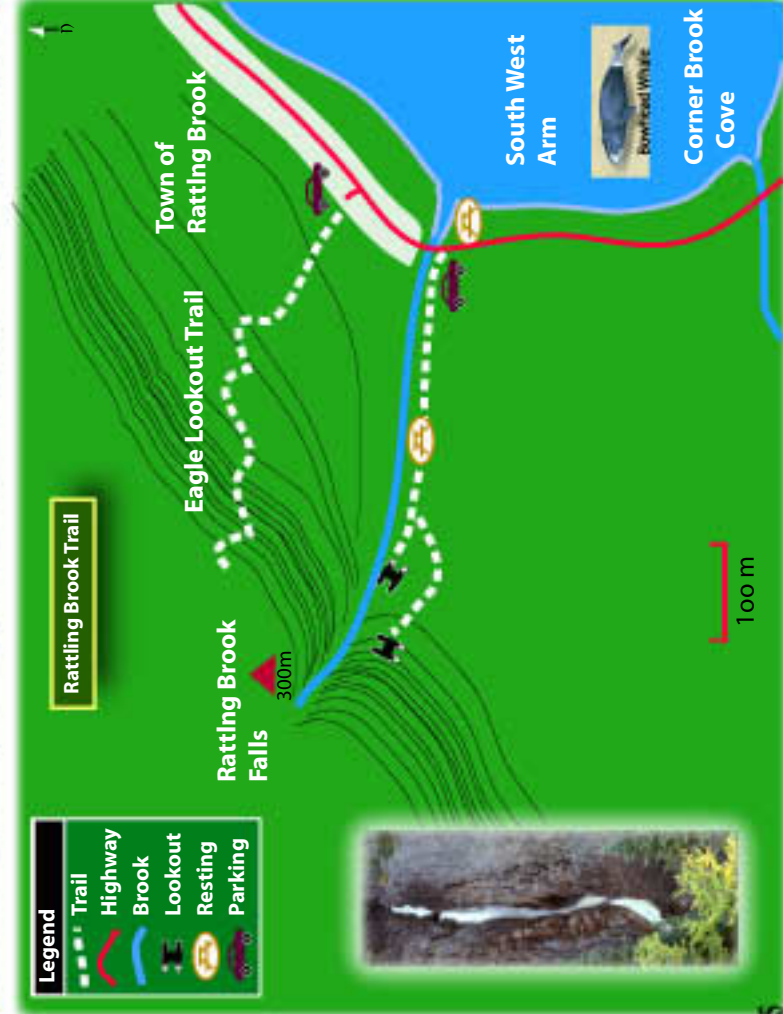 Rattling Brook Trail
Legend
Trail
Highway
Brook
Lookout
Resting
Parking
Rattlng Brook
Falls
300m
Eagle Lookout Trail
Town of
Rattlng Brook
n
South West
Arm
Bowhead Whale
Corner Brook
Cove
1oo m